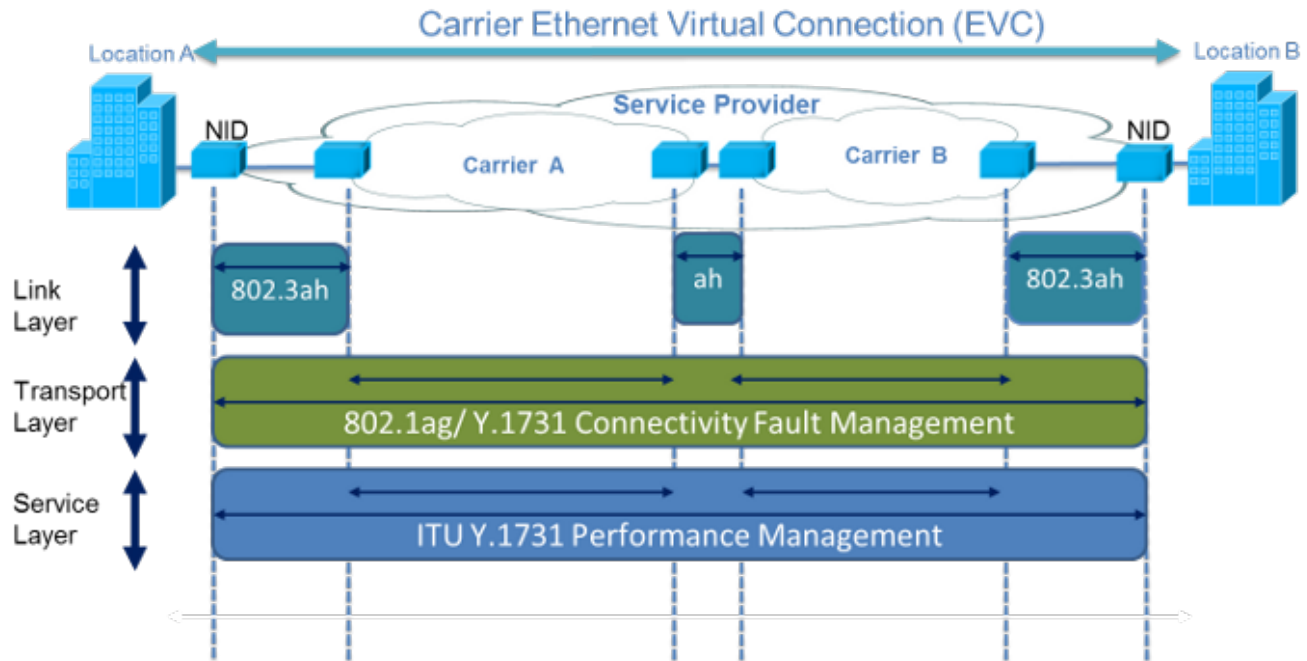 Carrier Ethernet Virtual Connection (EVC)
Location A
Location B
Service Provider
NID
NID
Carrier A
Carrier B
Link
Layer
802.3ah
ah
802.3ah
Transport
Layer
802.1ag/ Y.1731 Connectivity Fault Management
Service
Layer
ITU Y.1731 Performance Management